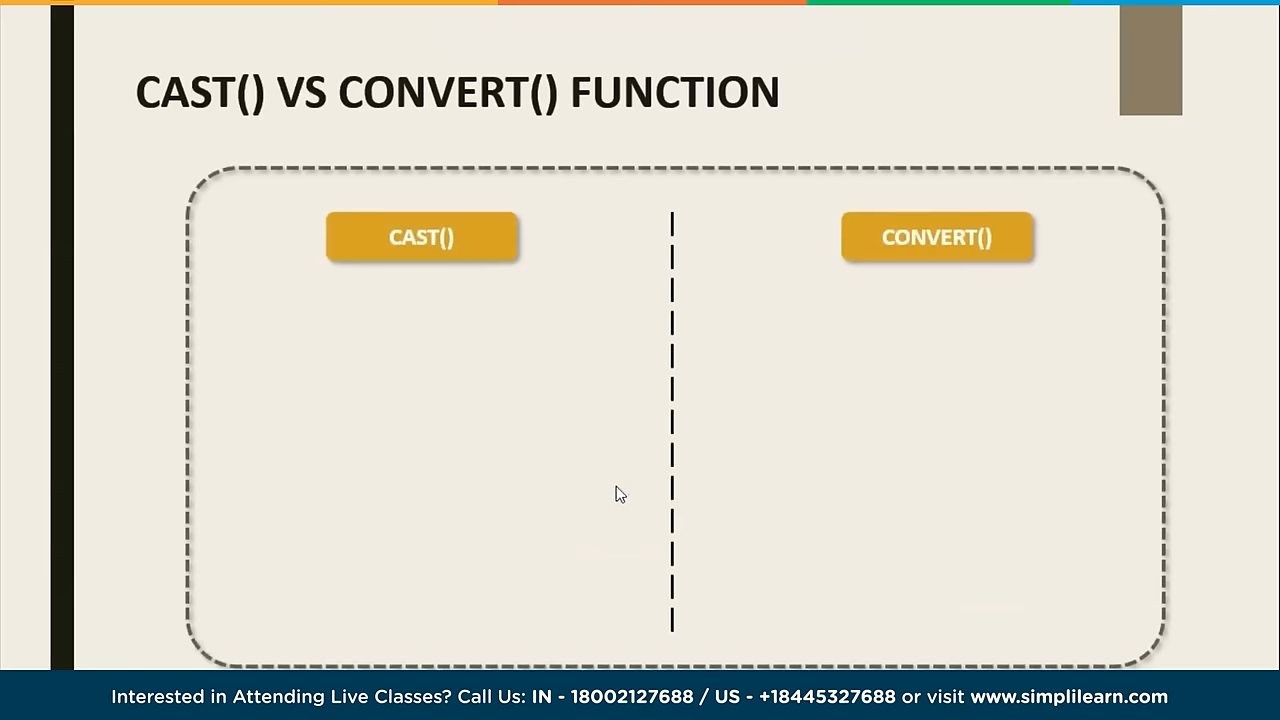 CAST() VS CONVERT() FUNCTION
CAST()
CONVERT()
Interested in Attending Live Classes? Call Us: IN - 18002127688 / US - +18445327688 or visit www.simplilearn.com